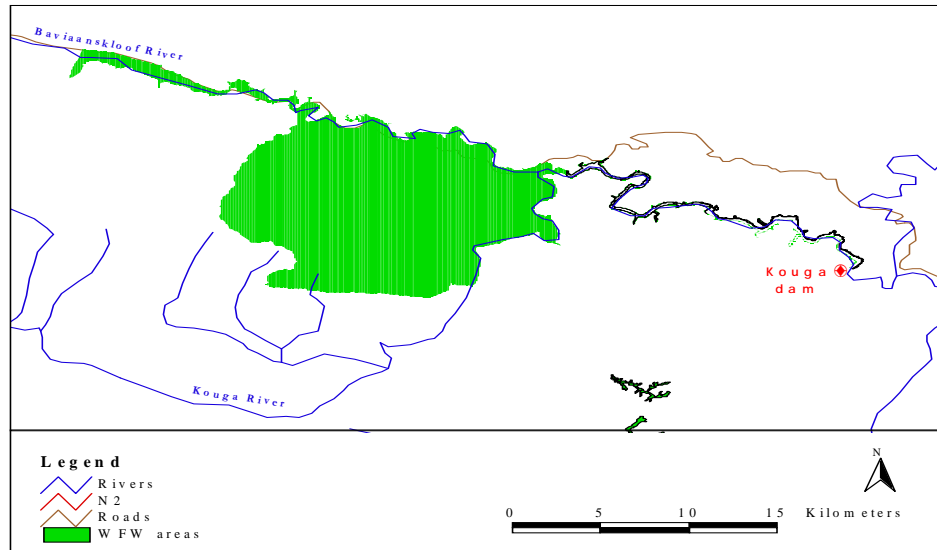 Baviaanskloof River
Kouga
dam
Kouga River
Legend
Rivers
N2
Roads
WFW areas
N
0 5 10 15 Kilometers